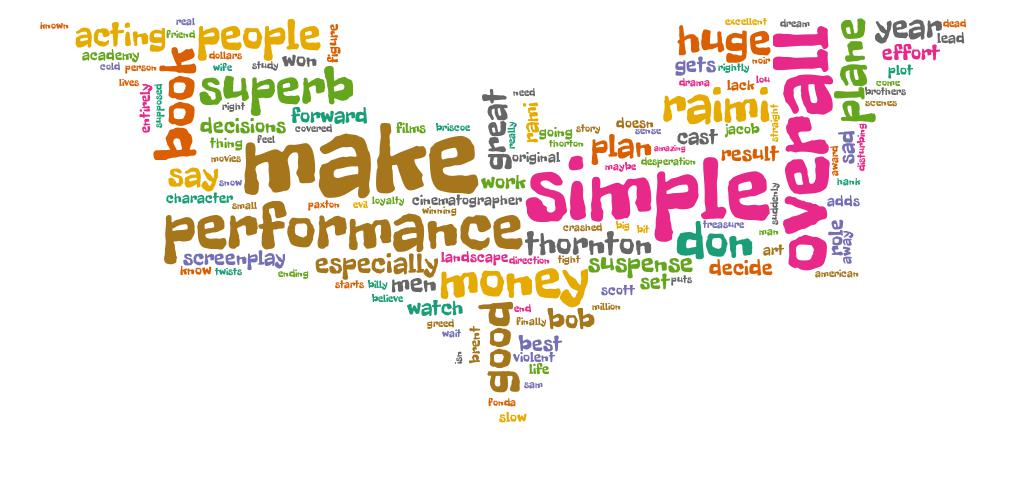 known
acting
real
friend
people
figure
academy
dollars
cold
person
wife
study
won
lives
book
superb
entirely
supposed
right
forward
decisions
covered
thing
feel
movies
say
snow
character
small
make
films
briscoe
great
need
really
rami
going
story
thorton
original
work
doesn
sense
plan
amazing
maybe
desperation
huge
excellent
dream
gets
rightly
noir
drama
lack
lou
raimi
straight
cast
jacob
result
overall
plane
year
dead
lead
effort
plot
come
brothers
scenes
sad
disturbing
award
hank
adds
role
away
american
simple
suddenly
performance
paxton
evil
loyalty
cinematographer
winning
thornton
crashed
big
bit
treasure
man
don
art
decide
screenplay
know
twists
ending
especially
landscape
direction
fight
suspense
set
puts
starts
billy
men
believe
money
scott
watch
greed
wait
isn
brent
good
end
finally
bob
million
best
violent
life
sam
fonda
slow